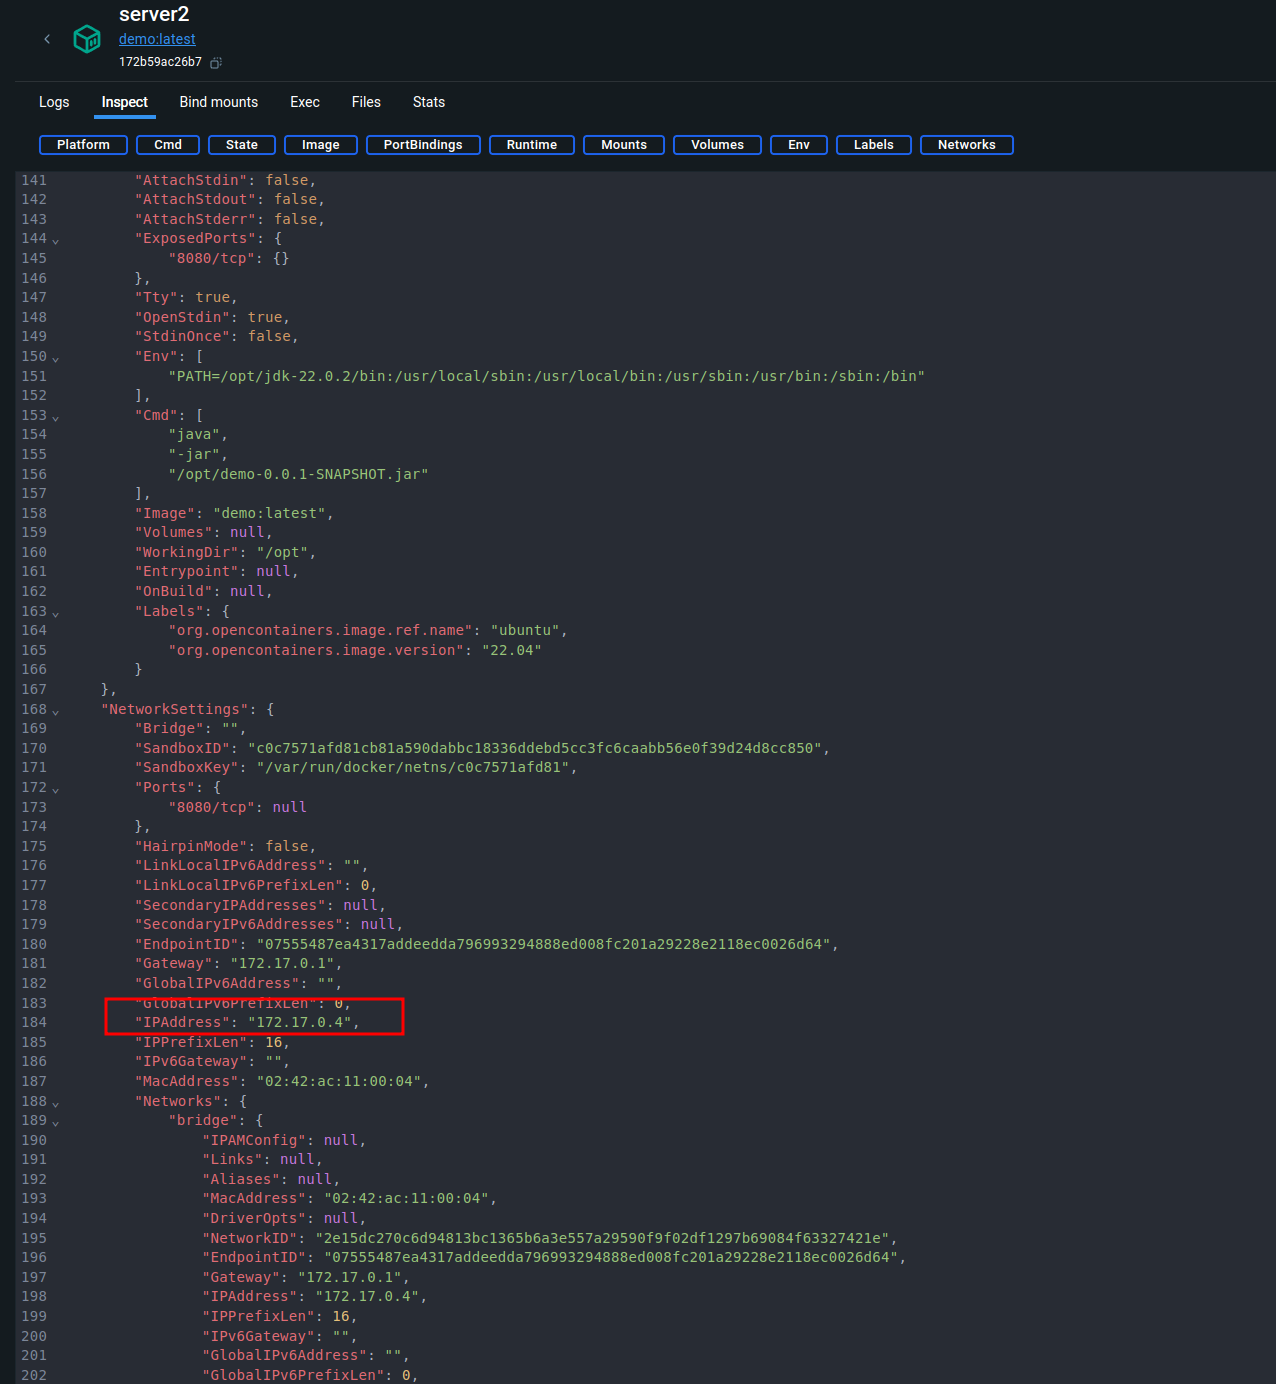 server2
demo:latest
172b59ac26b7
Logs Inspect Bind mounts Exec Files Stats
Platform Cmd State Image PortBindings Runtime Mounts Volumes Env Labels Networks
141 "AttachStdin": false,
142 "AttachStdout": false,
143 "AttachStderr": false,
144 "ExposedPorts": {
145 "8080/tcp": {}
146 },
147 "Tty": true,
148 "OpenStdin": true,
149 "StdinOnce": false,
150 "Env": [
151 "PATH=/opt/jdk-22.0.2/bin:/usr/local/sbin:/usr/local/bin:/usr/sbin:/usr/bin:/sbin:/bin"
152 ],
153 "Cmd": [
154 "java",
155 "-jar",
156 "/opt/demo-0.0.1-SNAPSHOT.jar"
157 ],
158 "Image": "demo:latest",
159 "Volumes": null,
160 "WorkingDir": "/opt",
161 "Entrypoint": null,
162 "OnBuild": null,
163 "Labels": {
164 "org.opencontainers.image.ref.name": "ubuntu",
165 "org.opencontainers.image.version": "22.04"
166 }
167 },
168 "NetworkSettings": {
169 "Bridge": "",
170 "SandboxID": "c0c7571afd81cb81a590dabbc18336ddebd5cc3fc6caabb56e0f39d24d8cc850",
171 "SandboxKey": "/var/run/docker/netns/c0c7571afd81",
172 "Ports": {
173 "8080/tcp": null
174 },
175 "HairpinMode": false,
176 "LinkLocalIPv6Address": "",
177 "LinkLocalIPv6PrefixLen": 0,
178 "SecondaryIPAddresses": null,
179 "SecondaryIPv6Addresses": null,
180 "EndpointID": "07555487ea4317addeedda796993294888ed008fc201a29228e2118ec0026d64",
181 "Gateway": "172.17.0.1",
182 "GlobalIPv6Address": "",
183 "GlobalIPv6PrefixLen": 0,
184 "IPAddress": "172.17.0.4",
185 "IPPrefixLen": 16,
186 "IPv6Gateway": "",
187 "MacAddress": "02:42:ac:11:00:04",
188 "Networks": {
189 "bridge": {
190 "IPAMConfig": null,
191 "Links": null,
192 "Aliases": null,
193 "MacAddress": "02:42:ac:11:00:04",
194 "DriverOpts": null,
195 "NetworkID": "2e15dc270c6d94813bc1365b6a3e557a29590f9f02df1297b69084f63327421e",
196 "EndpointID": "07555487ea4317addeedda796993294888ed008fc201a29228e2118ec0026d64",
197 "Gateway": "172.17.0.1",
198 "IPAddress": "172.17.0.4",
199 "IPPrefixLen": 16,
200 "IPv6Gateway": "",
201 "GlobalIPv6Address": "",
202 "GlobalIPv6PrefixLen": 0,